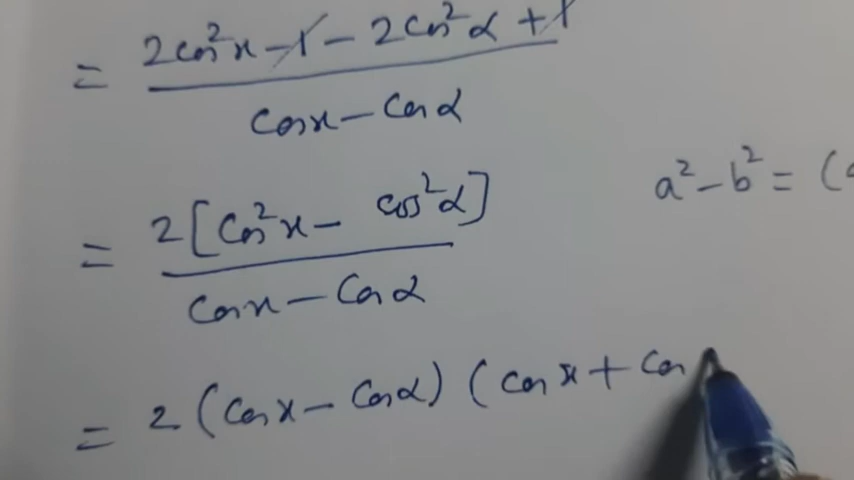 = 2cos²x - 1 - 2cos²α + 1
cosx - cosα
= 2[cos²x - cos²α]
cosx - cosα
a² - b² = (
= 2 (cosx - cosα) (cosx + cos